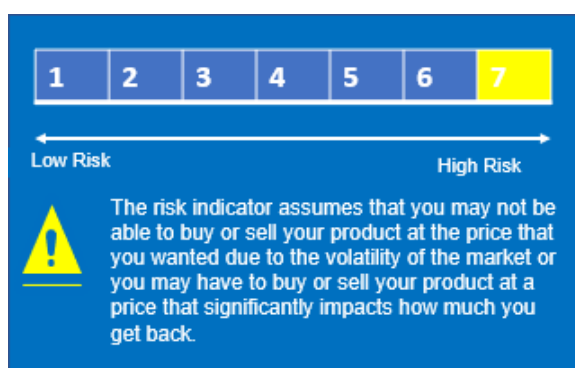 1 2 3 4 5 6 7
Low Risk High Risk
The risk indicator assumes that you may not be
able to buy or sell your product at the price that
you wanted due to the volatility of the market or
you may have to buy or sell your product at a
price that significantly impacts how much you
get back.